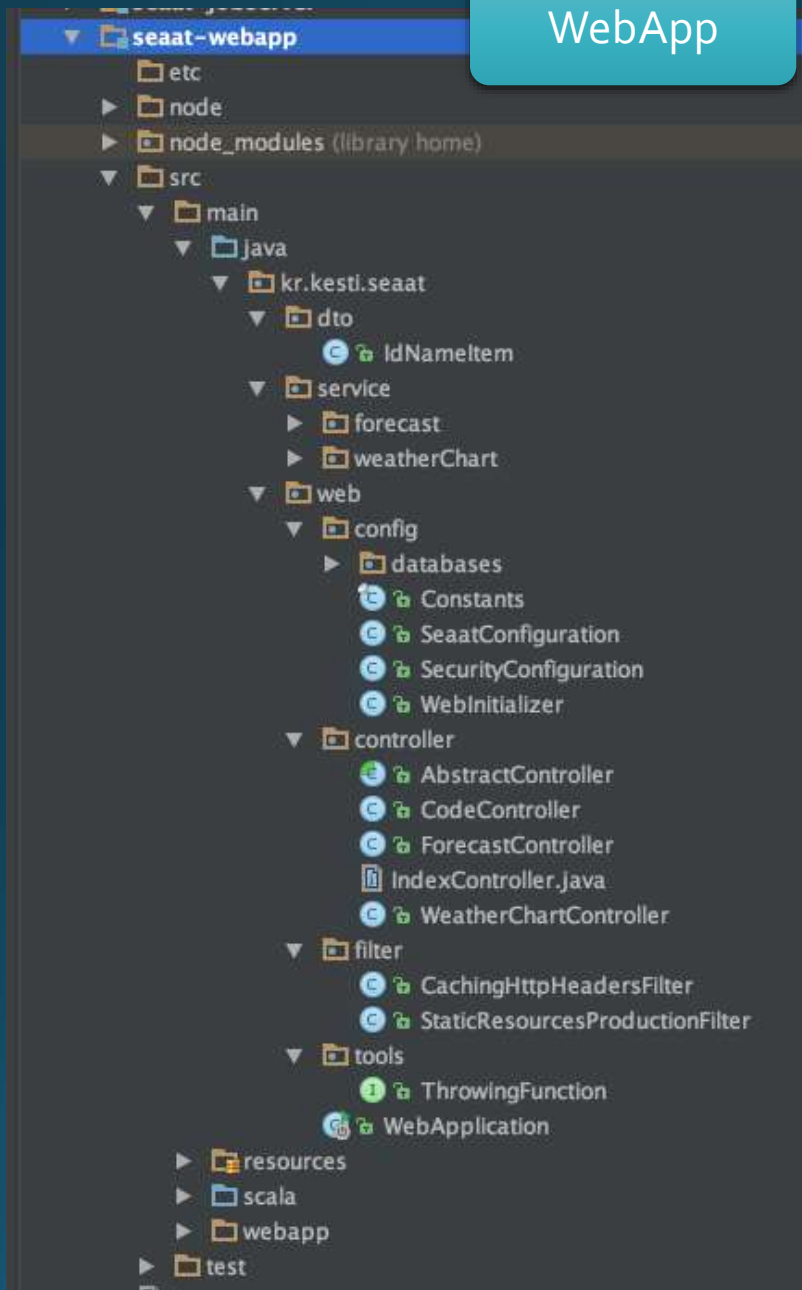 WebApp
seaat-webapp
etc
node
node_modules (library home)
src
main
java
kr.kesti.seaat
dto
IdNameItem
service
forecast
weatherChart
web
config
databases
Constants
SeaatConfiguration
SecurityConfiguration
WebInitializer
controller
AbstractController
CodeController
ForecastController
IndexController.java
WeatherChartController
filter
CachingHttpHeadersFilter
StaticResourcesProductionFilter
tools
ThrowingFunction
WebApplication
resources
scala
webapp
test